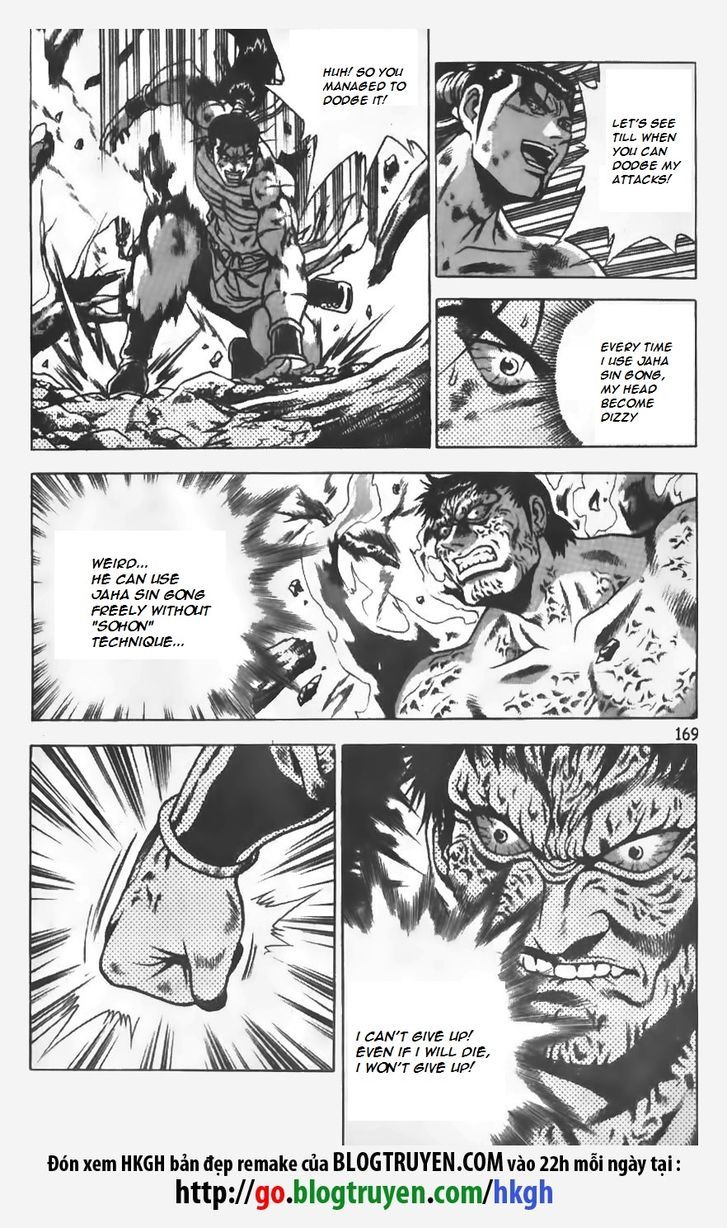 HUH! SO YOU
MANAGED TO
DODGE IT!
LET'S SEE
TILL WHEN
YOU CAN
DODGE MY
ATTACKS!
EVERY TIME
I USE JAHA
SIN GONG,
MY HEAD
BECOME
DIZZY
WEIRD...
HE CAN USE
JAHA SIN GONG
FREELY WITHOUT
"SOHON"
TECHNIQUE...
169
I CAN'T GIVE UP!
EVEN IF I WILL DIE,
I WON'T GIVE UP!
Đón xem HKGH bản đẹp remake của BLOGTRUYEN.COM vào 22h mỗi ngày tại :
http://go.blogtruyen.com/hkgh